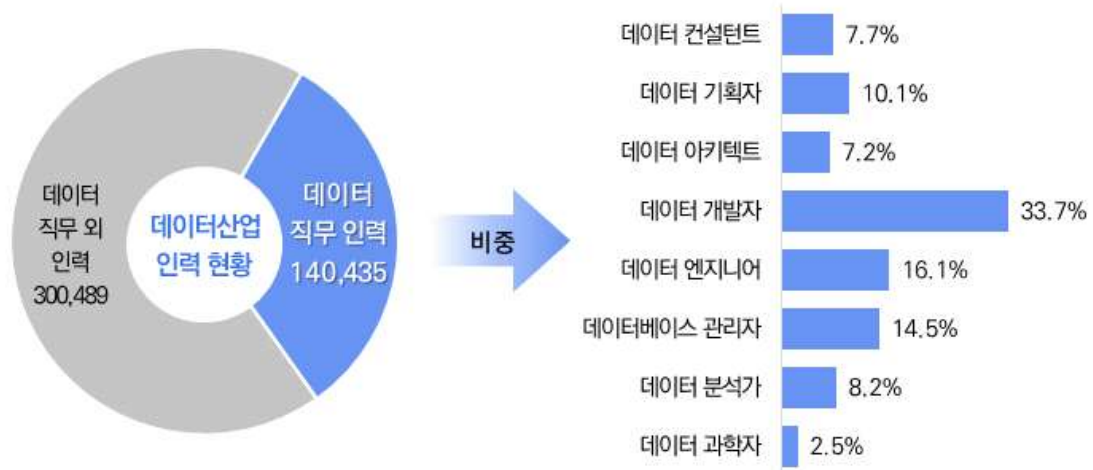 데이터
직무 외
인력
300,489
데이터산업
인력 현황
데이터
직무 인력
140,435
비중
데이터 컨설턴트 7.7%
데이터 기획자 10.1%
데이터 아키텍트 7.2%
데이터 개발자 33.7%
데이터 엔지니어 16.1%
데이터베이스 관리자 14.5%
데이터 분석가 8.2%
데이터 과학자 2.5%